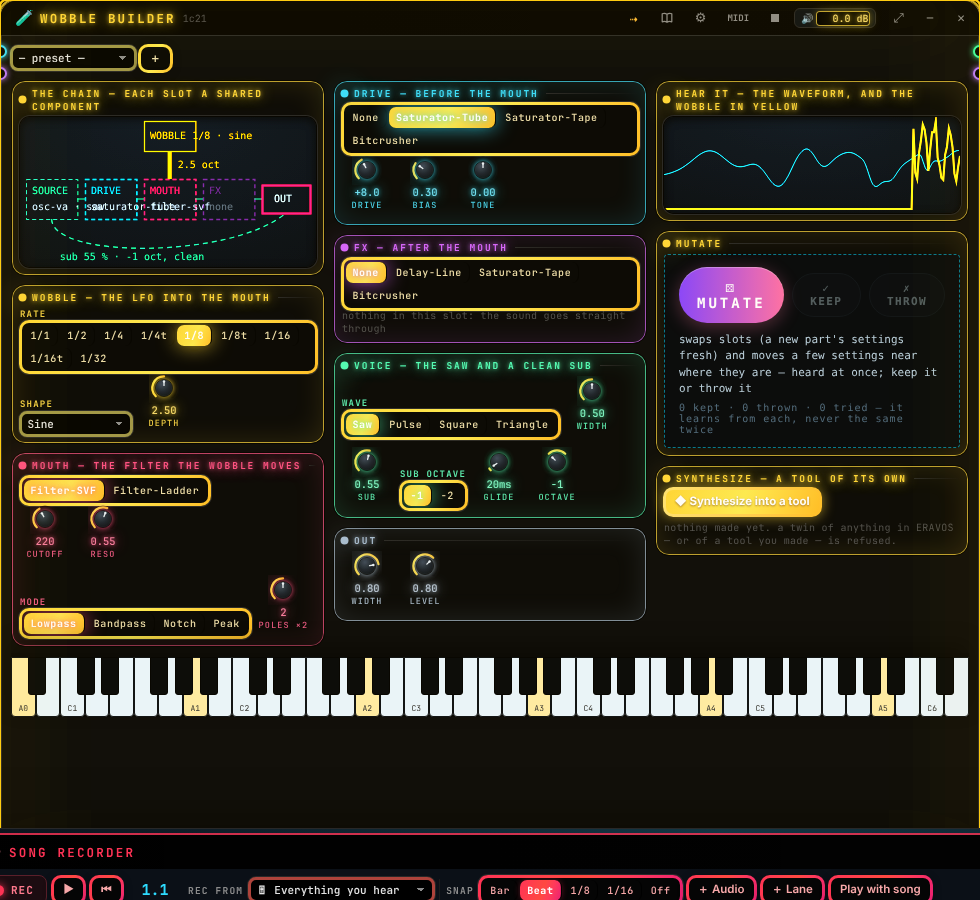 WOBBLE BUILDER 1c21
MIDI
0.0 dB
— preset —
+
THE CHAIN — EACH SLOT A SHARED
COMPONENT
WOBBLE 1/8 · sine
2.5 oct
SOURCE DRIVE MOUTH FX
osc-va · saw saturator-tube filter-svf none
OUT
sub 55 % · -1 oct, clean
WOBBLE — THE LFO INTO THE MOUTH
RATE
1/1 1/2 1/4 1/4t 1/8 1/8t 1/16
1/16t 1/32
SHAPE
Sine
2.50
DEPTH
MOUTH — THE FILTER THE WOBBLE MOVES
Filter-SVF Filter-Ladder
220 0.55
CUTOFF RESO
MODE
Lowpass Bandpass Notch Peak
2
POLES ×2
DRIVE — BEFORE THE MOUTH
None Saturator-Tube Saturator-Tape
Bitcrusher
+8.0 0.30 0.00
DRIVE BIAS TONE
FX — AFTER THE MOUTH
None Delay-Line Saturator-Tape
Bitcrusher
nothing in this slot: the sound goes straight
through
VOICE — THE SAW AND A CLEAN SUB
WAVE
Saw Pulse Square Triangle
0.50
WIDTH
0.55
SUB
SUB OCTAVE
-1 -2
20ms
GLIDE
-1
OCTAVE
OUT
0.80 0.80
WIDTH LEVEL
HEAR IT — THE WAVEFORM, AND THE
WOBBLE IN YELLOW
MUTATE
MUTATE
✓
KEEP
✗
THROW
swaps slots (a new part's settings
fresh) and moves a few settings near
where they are — heard at once; keep it
or throw it
0 kept · 0 thrown · 0 tried — it
learns from each, never the same
twice
SYNTHESIZE — A TOOL OF ITS OWN
◆ Synthesize into a tool
nothing made yet. a twin of anything in ERAVOS
— or of a tool you made — is refused.
A0 C1 A1 C2 A2 C3 A3 C4 A4 C5 A5 C6
SONG RECORDER
REC 1.1 REC FROM Everything you hear SNAP Bar Beat 1/8 1/16 Off + Audio + Lane Play with song